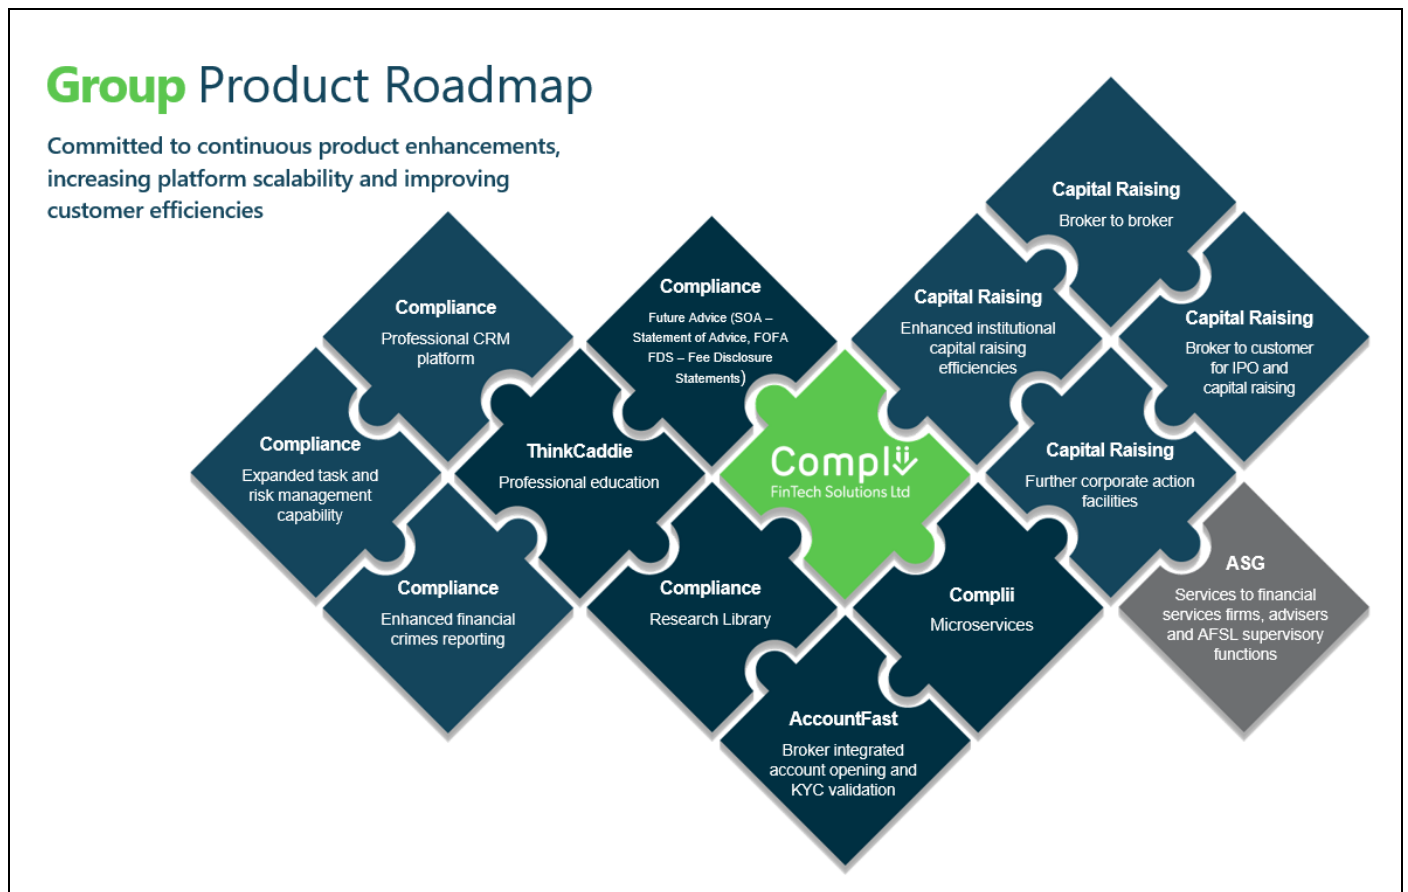 Group Product Roadmap
Committed to continuous product enhancements,
increasing platform scalability and improving
customer efficiencies
Capital Raising
Broker to broker
Compliance
Future Advice (SOA –
Statement of Advice, FOFA
FDS – Fee Disclosure
Statements)
Capital Raising
Enhanced institutional
capital raising
efficiencies
Compliance
Professional CRM
platform
Capital Raising
Broker to customer
for IPO and
capital raising
Compliance
Expanded task and
risk management
capability
ThinkCaddie
Professional education
Complii
FinTech Solutions Ltd
Capital Raising
Further corporate action
facilities
ASG
Services to financial
services firms, advisers
and AFSL supervisory
functions
Compliance
Enhanced financial
crimes reporting
Compliance
Research Library
Complii
Microservices
AccountFast
Broker integrated
account opening and
KYC validation